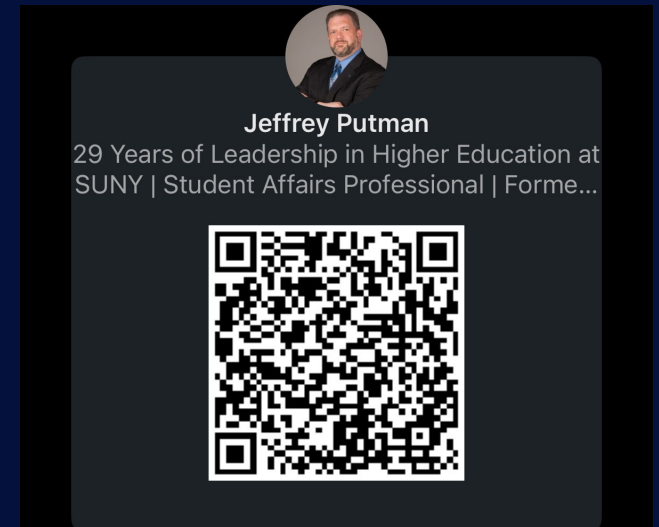 Jeffrey Putman
29 Years of Leadership in Higher Education at
SUNY | Student Affairs Professional | Forme...